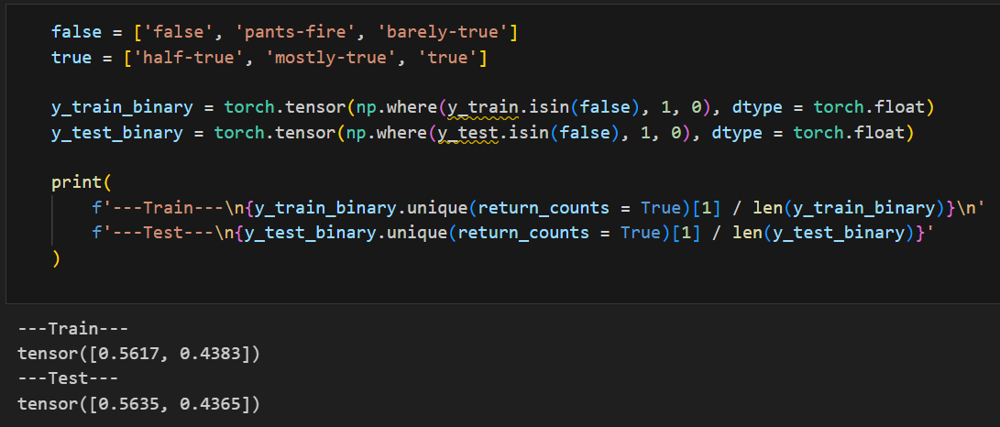 false = ['false', 'pants-fire', 'barely-true']
true = ['half-true', 'mostly-true', 'true']

y_train_binary = torch.tensor(np.where(y_train.isin(false), 1, 0), dtype = torch.float)
y_test_binary = torch.tensor(np.where(y_test.isin(false), 1, 0), dtype = torch.float)

print(
    f'---Train---\n{y_train_binary.unique(return_counts = True)[1] / len(y_train_binary)}\n'
    f'---Test---\n{y_test_binary.unique(return_counts = True)[1] / len(y_test_binary)}'
)

---Train---
tensor([0.5617, 0.4383])
---Test---
tensor([0.5635, 0.4365])